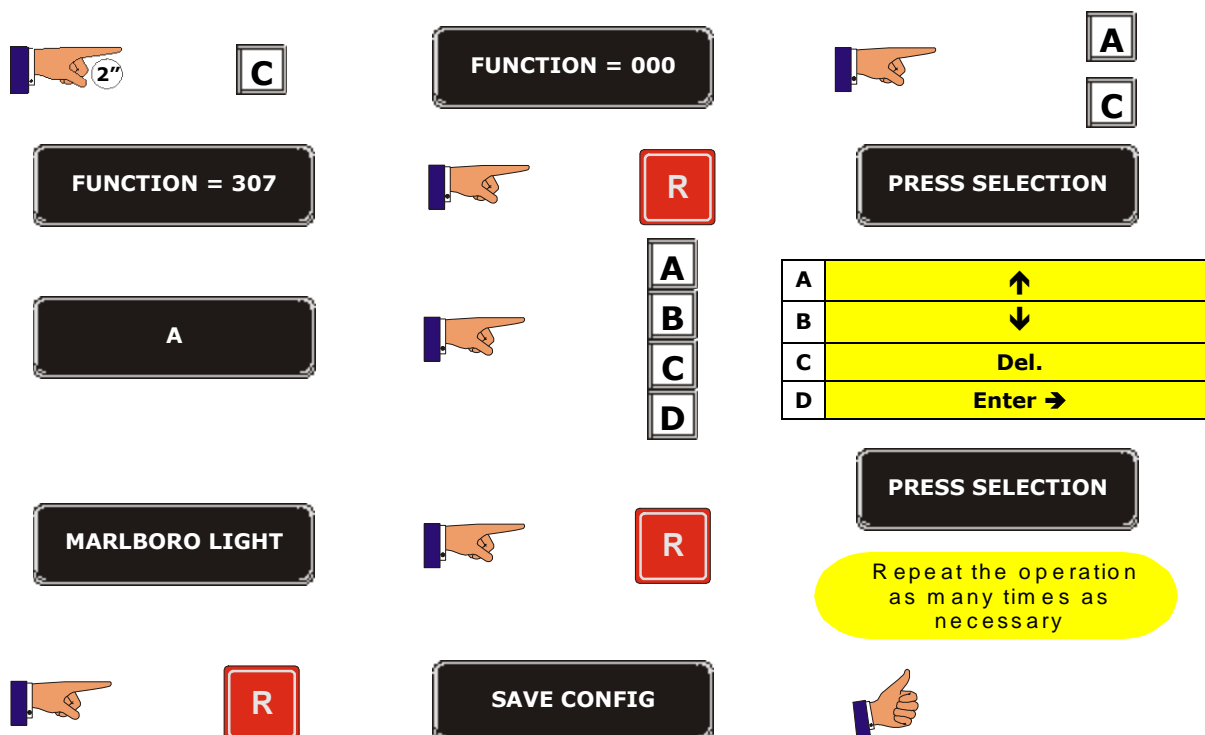 2”
C
FUNCTION = 000
A
C
FUNCTION = 307
R
PRESS SELECTION
A
A
B
C
D
A ↑
B ↓
C Del.
D Enter →
MARLBORO LIGHT
R
PRESS SELECTION
Repeat the operation
as many times as
necessary
R
SAVE CONFIG